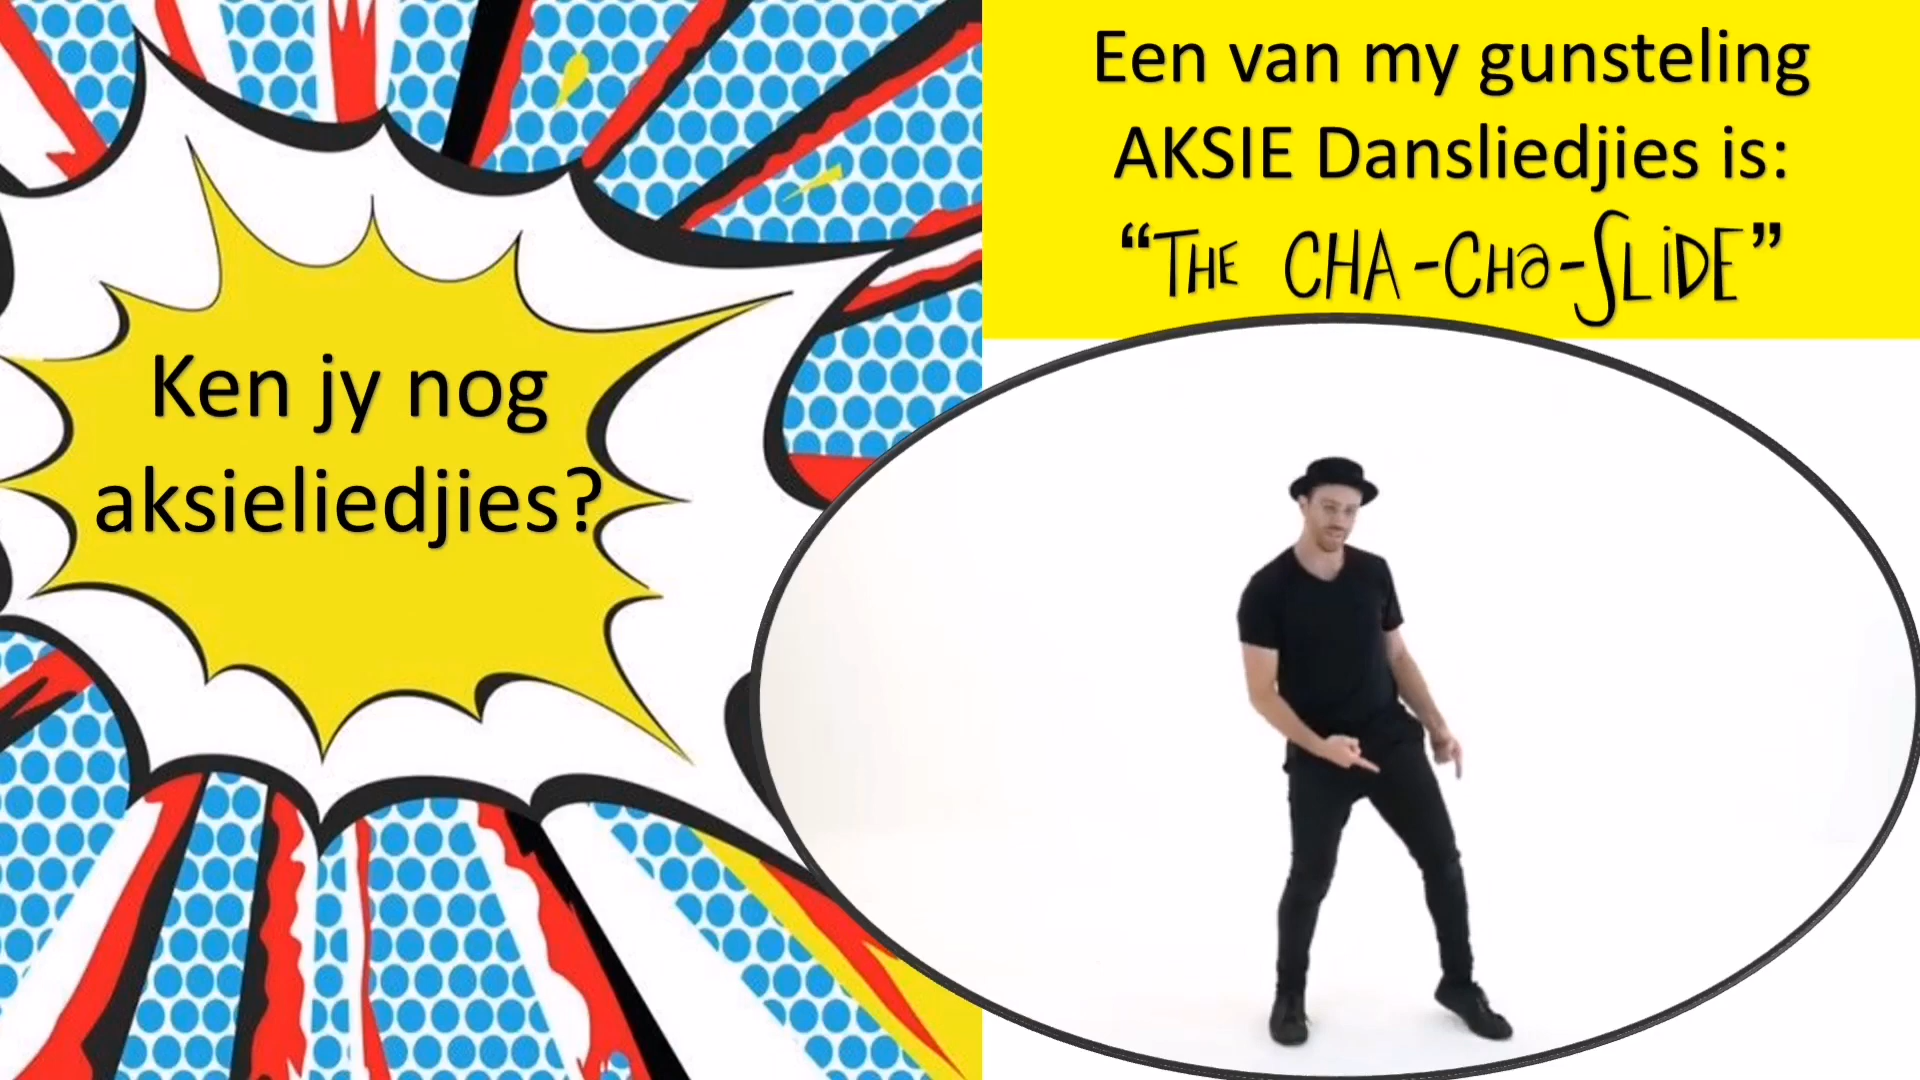 Ken jy nog
aksieliedjies?
Een van my gunsteling
AKSIE Dansliedjies is:
“THE CHA-CHa-SLiDE”